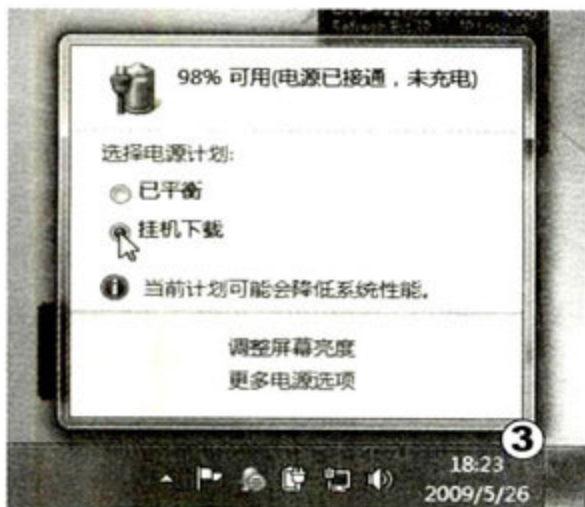 98% 可用(电源已接通，未充电)
选择电源计划:
已平衡
挂机下载
当前计划可能会降低系统性能。
调整屏幕亮度
更多电源选项
③
18:23
2009/5/26